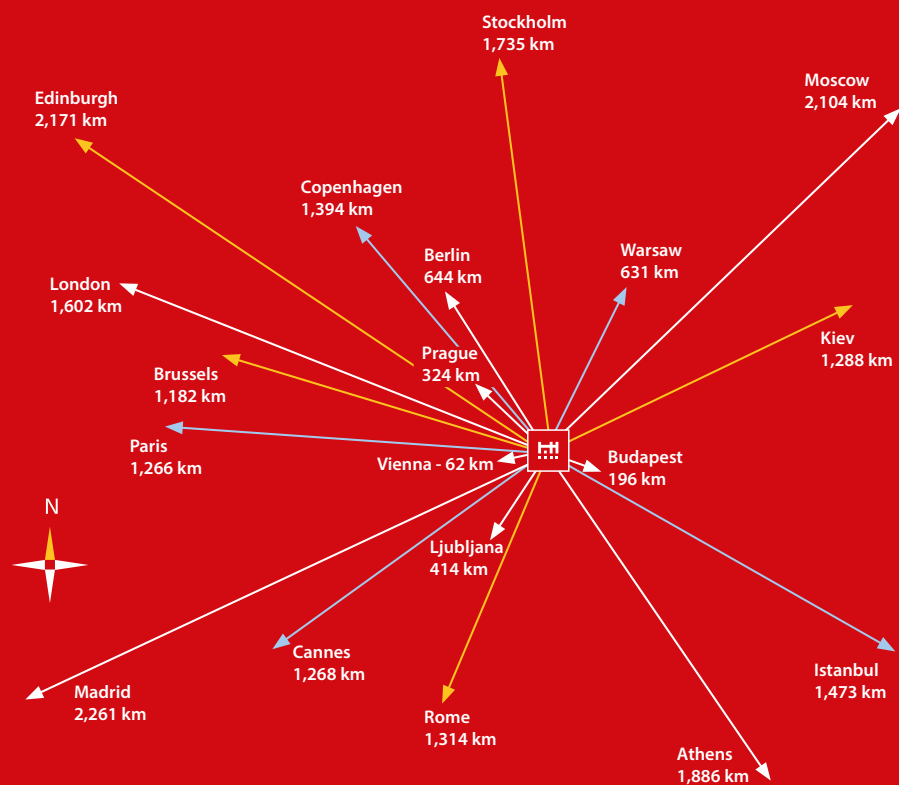 Stockholm
1,735 km
Moscow
2,104 km
Edinburgh
2,171 km
Copenhagen
1,394 km
Berlin
644 km
Warsaw
631 km
London
1,602 km
Kiev
1,288 km
Prague
324 km
Brussels
1,182 km
Paris
1,266 km
Vienna - 62 km
Budapest
196 km
N
Ljubljana
414 km
Cannes
1,268 km
Istanbul
1,473 km
Madrid
2,261 km
Rome
1,314 km
Athens
1,886 km